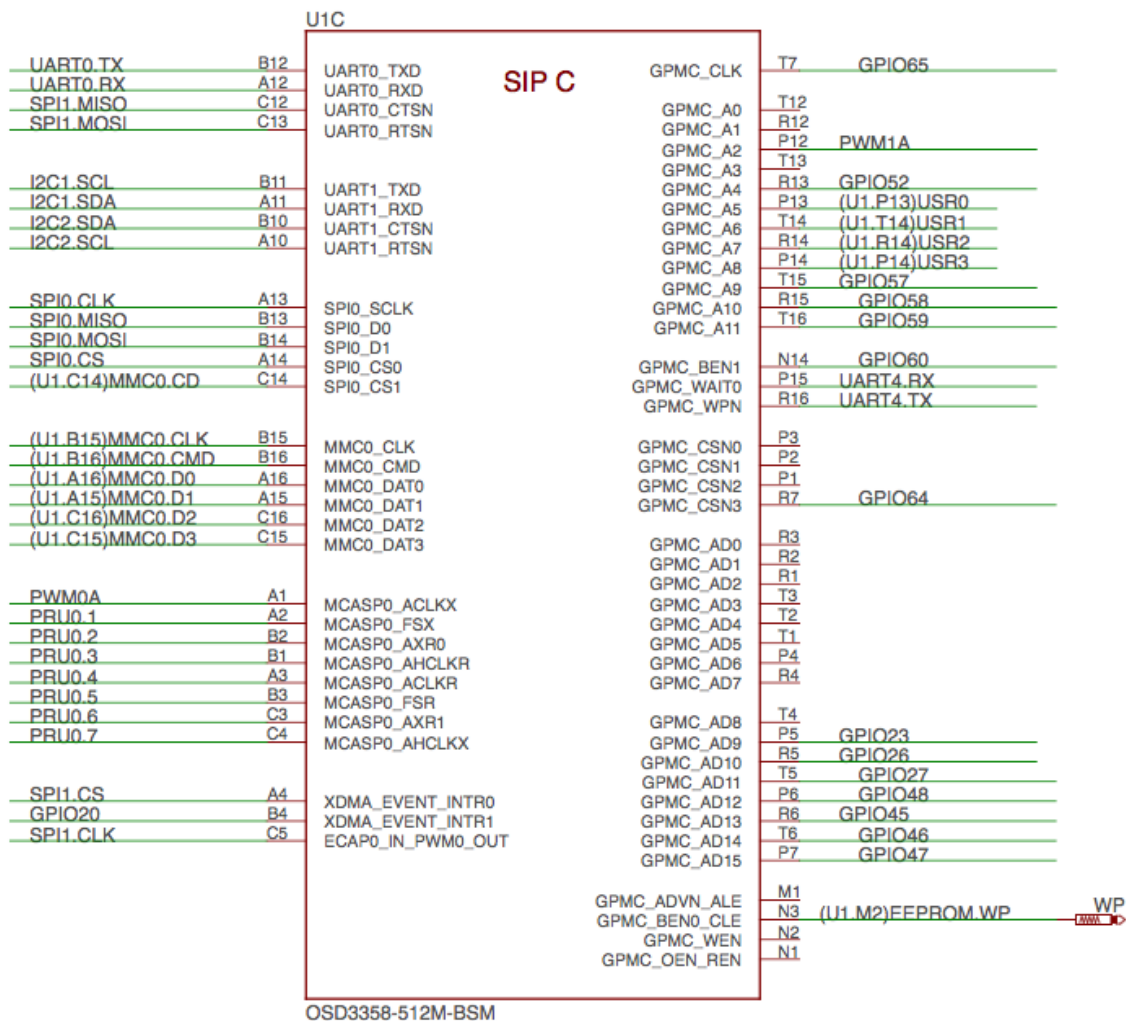 U1C
SIP C
UART0.TX B12 UART0_TXD
UART0.RX A12 UART0_RXD
SPI1.MISO C12 UART0_CTSN
SPI1.MOSI C13 UART0_RTSN
I2C1.SCL B11 UART1_TXD
I2C1.SDA A11 UART1_RXD
I2C2.SDA B10 UART1_CTSN
I2C2.SCL A10 UART1_RTSN
SPI0.CLK A13 SPI0_SCLK
SPI0.MISO B13 SPI0_D0
SPI0.MOSI B14 SPI0_D1
SPI0.CS A14 SPI0_CS0
(U1.C14)MMC0.CD C14 SPI0_CS1
(U1.B15)MMC0.CLK B15 MMC0_CLK
(U1.B16)MMC0.CMD B16 MMC0_CMD
(U1.A16)MMC0.D0 A16 MMC0_DAT0
(U1.A15)MMC0.D1 A15 MMC0_DAT1
(U1.C16)MMC0.D2 C16 MMC0_DAT2
(U1.C15)MMC0.D3 C15 MMC0_DAT3
PWM0A A1 MCASP0_ACLKX
PRU0.1 A2 MCASP0_FSX
PRU0.2 B2 MCASP0_AXR0
PRU0.3 B1 MCASP0_AHCLKR
PRU0.4 A3 MCASP0_ACLKR
PRU0.5 B3 MCASP0_FSR
PRU0.6 C3 MCASP0_AXR1
PRU0.7 C4 MCASP0_AHCLKX
SPI1.CS A4 XDMA_EVENT_INTR0
GPIO20 B4 XDMA_EVENT_INTR1
SPI1.CLK C5 ECAP0_IN_PWM0_OUT
GPMC_CLK T7 GPIO65
GPMC_A0 T12
GPMC_A1 R12
GPMC_A2 P12 PWM1A
GPMC_A3 T13
GPMC_A4 R13 GPIO52
GPMC_A5 P13 (U1.P13)USR0
GPMC_A6 T14 (U1.T14)USR1
GPMC_A7 R14 (U1.R14)USR2
GPMC_A8 P14 (U1.P14)USR3
GPMC_A9 T15 GPIO57
GPMC_A10 R15 GPIO58
GPMC_A11 T16 GPIO59
GPMC_BEN1 N14 GPIO60
GPMC_WAIT0 P15 UART4.RX
GPMC_WPN R16 UART4.TX
GPMC_CSN0 P3
GPMC_CSN1 P2
GPMC_CSN2 P1
GPMC_CSN3 R7 GPIO64
GPMC_AD0 R3
GPMC_AD1 R2
GPMC_AD2 R1
GPMC_AD3 T3
GPMC_AD4 T2
GPMC_AD5 T1
GPMC_AD6 P4
GPMC_AD7 R4
GPMC_AD8 T4
GPMC_AD9 P5 GPIO23
GPMC_AD10 R5 GPIO26
GPMC_AD11 T5 GPIO27
GPMC_AD12 P6 GPIO48
GPMC_AD13 R6 GPIO45
GPMC_AD14 T6 GPIO46
GPMC_AD15 P7 GPIO47
GPMC_ADVN_ALE M1
GPMC_BEN0_CLE N3 (U1.M2)EEPROM.WP WP
GPMC_WEN N2
GPMC_OEN_REN N1
OSD3358-512M-BSM